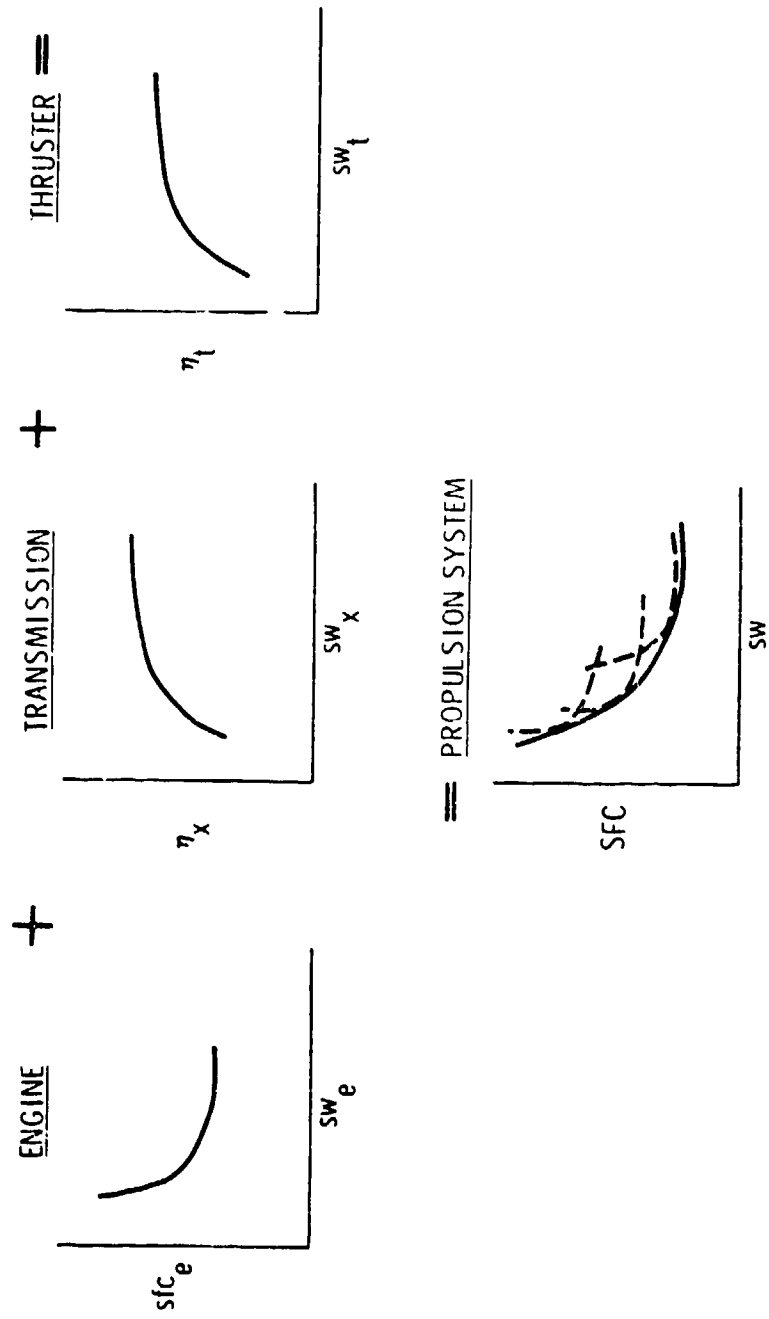 ENGINE + TRANSMISSION + THRUSTER =
sfc_e
sw_e
η_x
sw_x
η_t
sw_t
= PROPULSION SYSTEM
SFC
SW